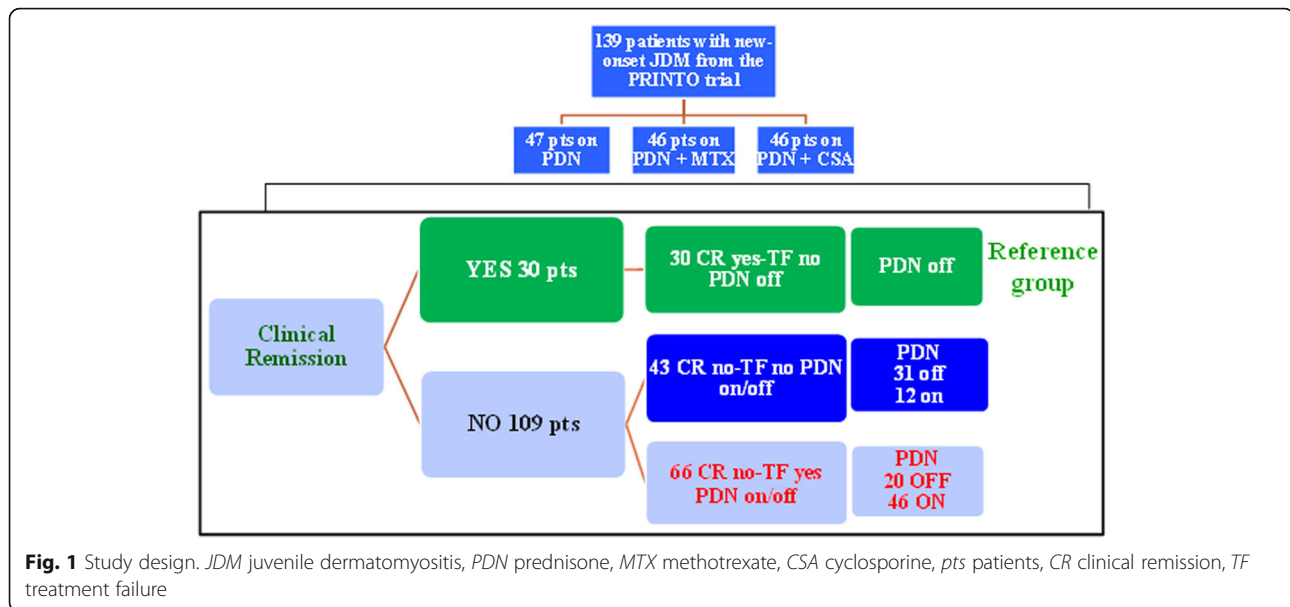 139 patients with new-
onset JDM from the
PRINTO trial
47 pts on
PDN
46 pts on
PDN + MTX
46 pts on
PDN + CSA
Clinical
Remission
YES 30 pts
30 CR yes-TF no
PDN off
PDN off
Reference
group
NO 109 pts
43 CR no-TF no PDN
on/off
PDN
31 off
12 on
66 CR no-TF yes
PDN on/off
PDN
20 OFF
46 ON
Fig. 1 Study design. JDM juvenile dermatomyositis, PDN prednisone, MTX methotrexate, CSA cyclosporine, pts patients, CR clinical remission, TF
treatment failure